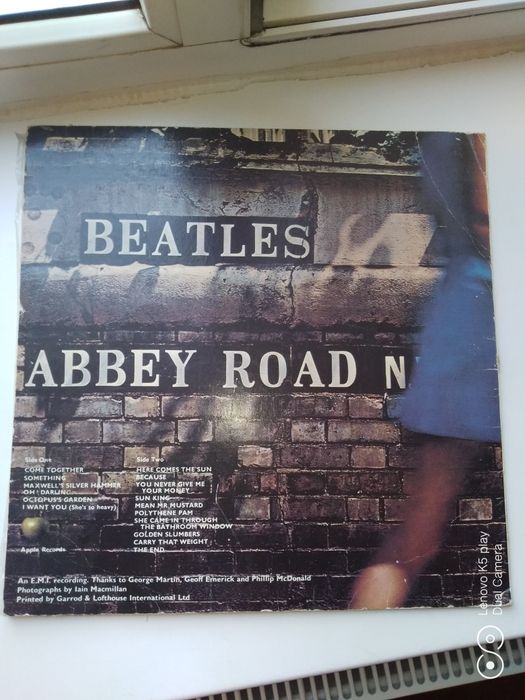 BEATLES
ABBEY ROAD N
Side One
COME TOGETHER
SOMETHING
MAXWELL'S SILVER HAMMER
OH! DARLING
OCTOPUS'S GARDEN
I WANT YOU (She's so heavy)
Apple Records
Side Two
HERE COMES THE SUN
BECAUSE
YOU NEVER GIVE ME
YOUR MONEY
SUN KING
MEAN MR MUSTARD
POLYTHENE PAM
SHE CAME IN THROUGH
THE BATHROOM WINDOW
GOLDEN SLUMBERS
CARRY THAT WEIGHT
THE END
An E.M.I. recording. Thanks to George Martin, Geoff Emerick and Phillip McDonald
Photographs by Iain Macmillan
Printed by Garrod & Lofthouse International Ltd
Lenovo K5 play
Dual Camera